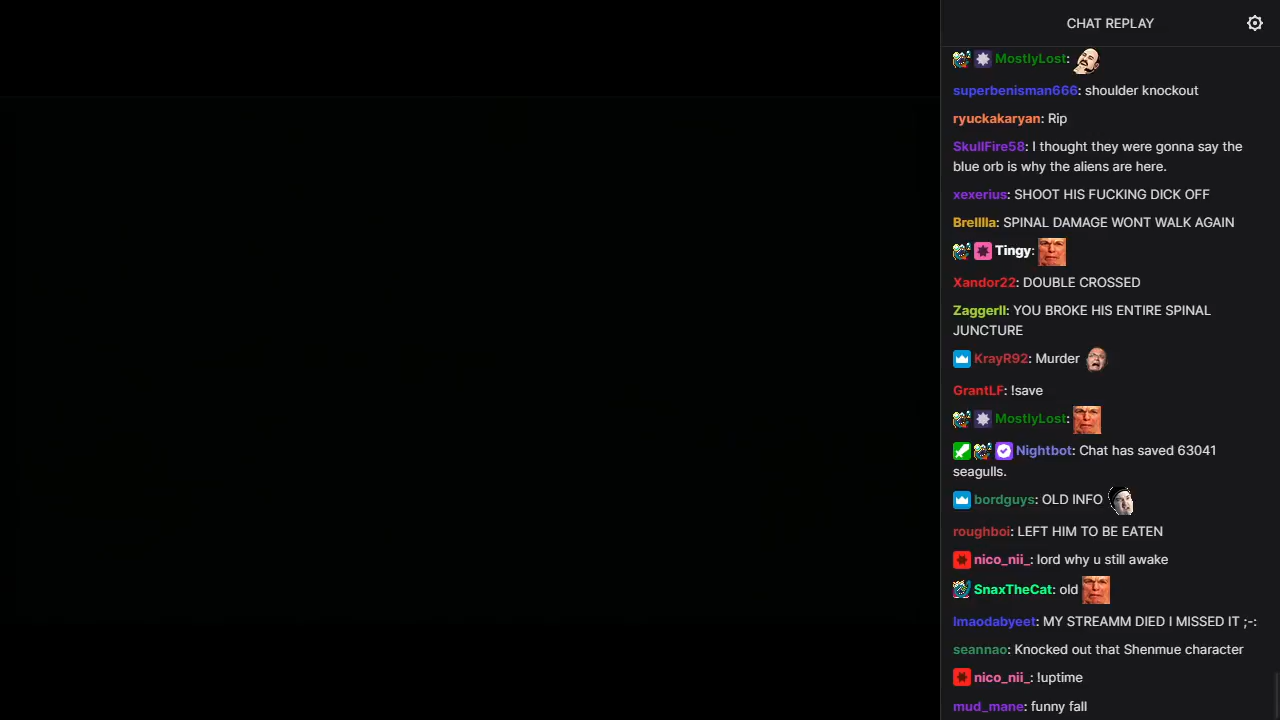 CHAT REPLAY
MostlyLost:
superbenisman666: shoulder knockout
ryuckakaryan: Rip
SkullFire58: I thought they were gonna say the
blue orb is why the aliens are here.
xexerius: SHOOT HIS FUCKING DICK OFF
Brelllla: SPINAL DAMAGE WONT WALK AGAIN
Tingy:
Xandor22: DOUBLE CROSSED
ZaggerII: YOU BROKE HIS ENTIRE SPINAL
JUNCTURE
KrayR92: Murder
GrantLF: !save
MostlyLost:
Nightbot: Chat has saved 63041
seagulls.
bordguys: OLD INFO
roughboi: LEFT HIM TO BE EATEN
nico_nii_: lord why u still awake
SnaxTheCat: old
lmaodabyeet: MY STREAMM DIED I MISSED IT ;-:
seannao: Knocked out that Shenmue character
nico_nii_: !uptime
mud_mane: funny fall